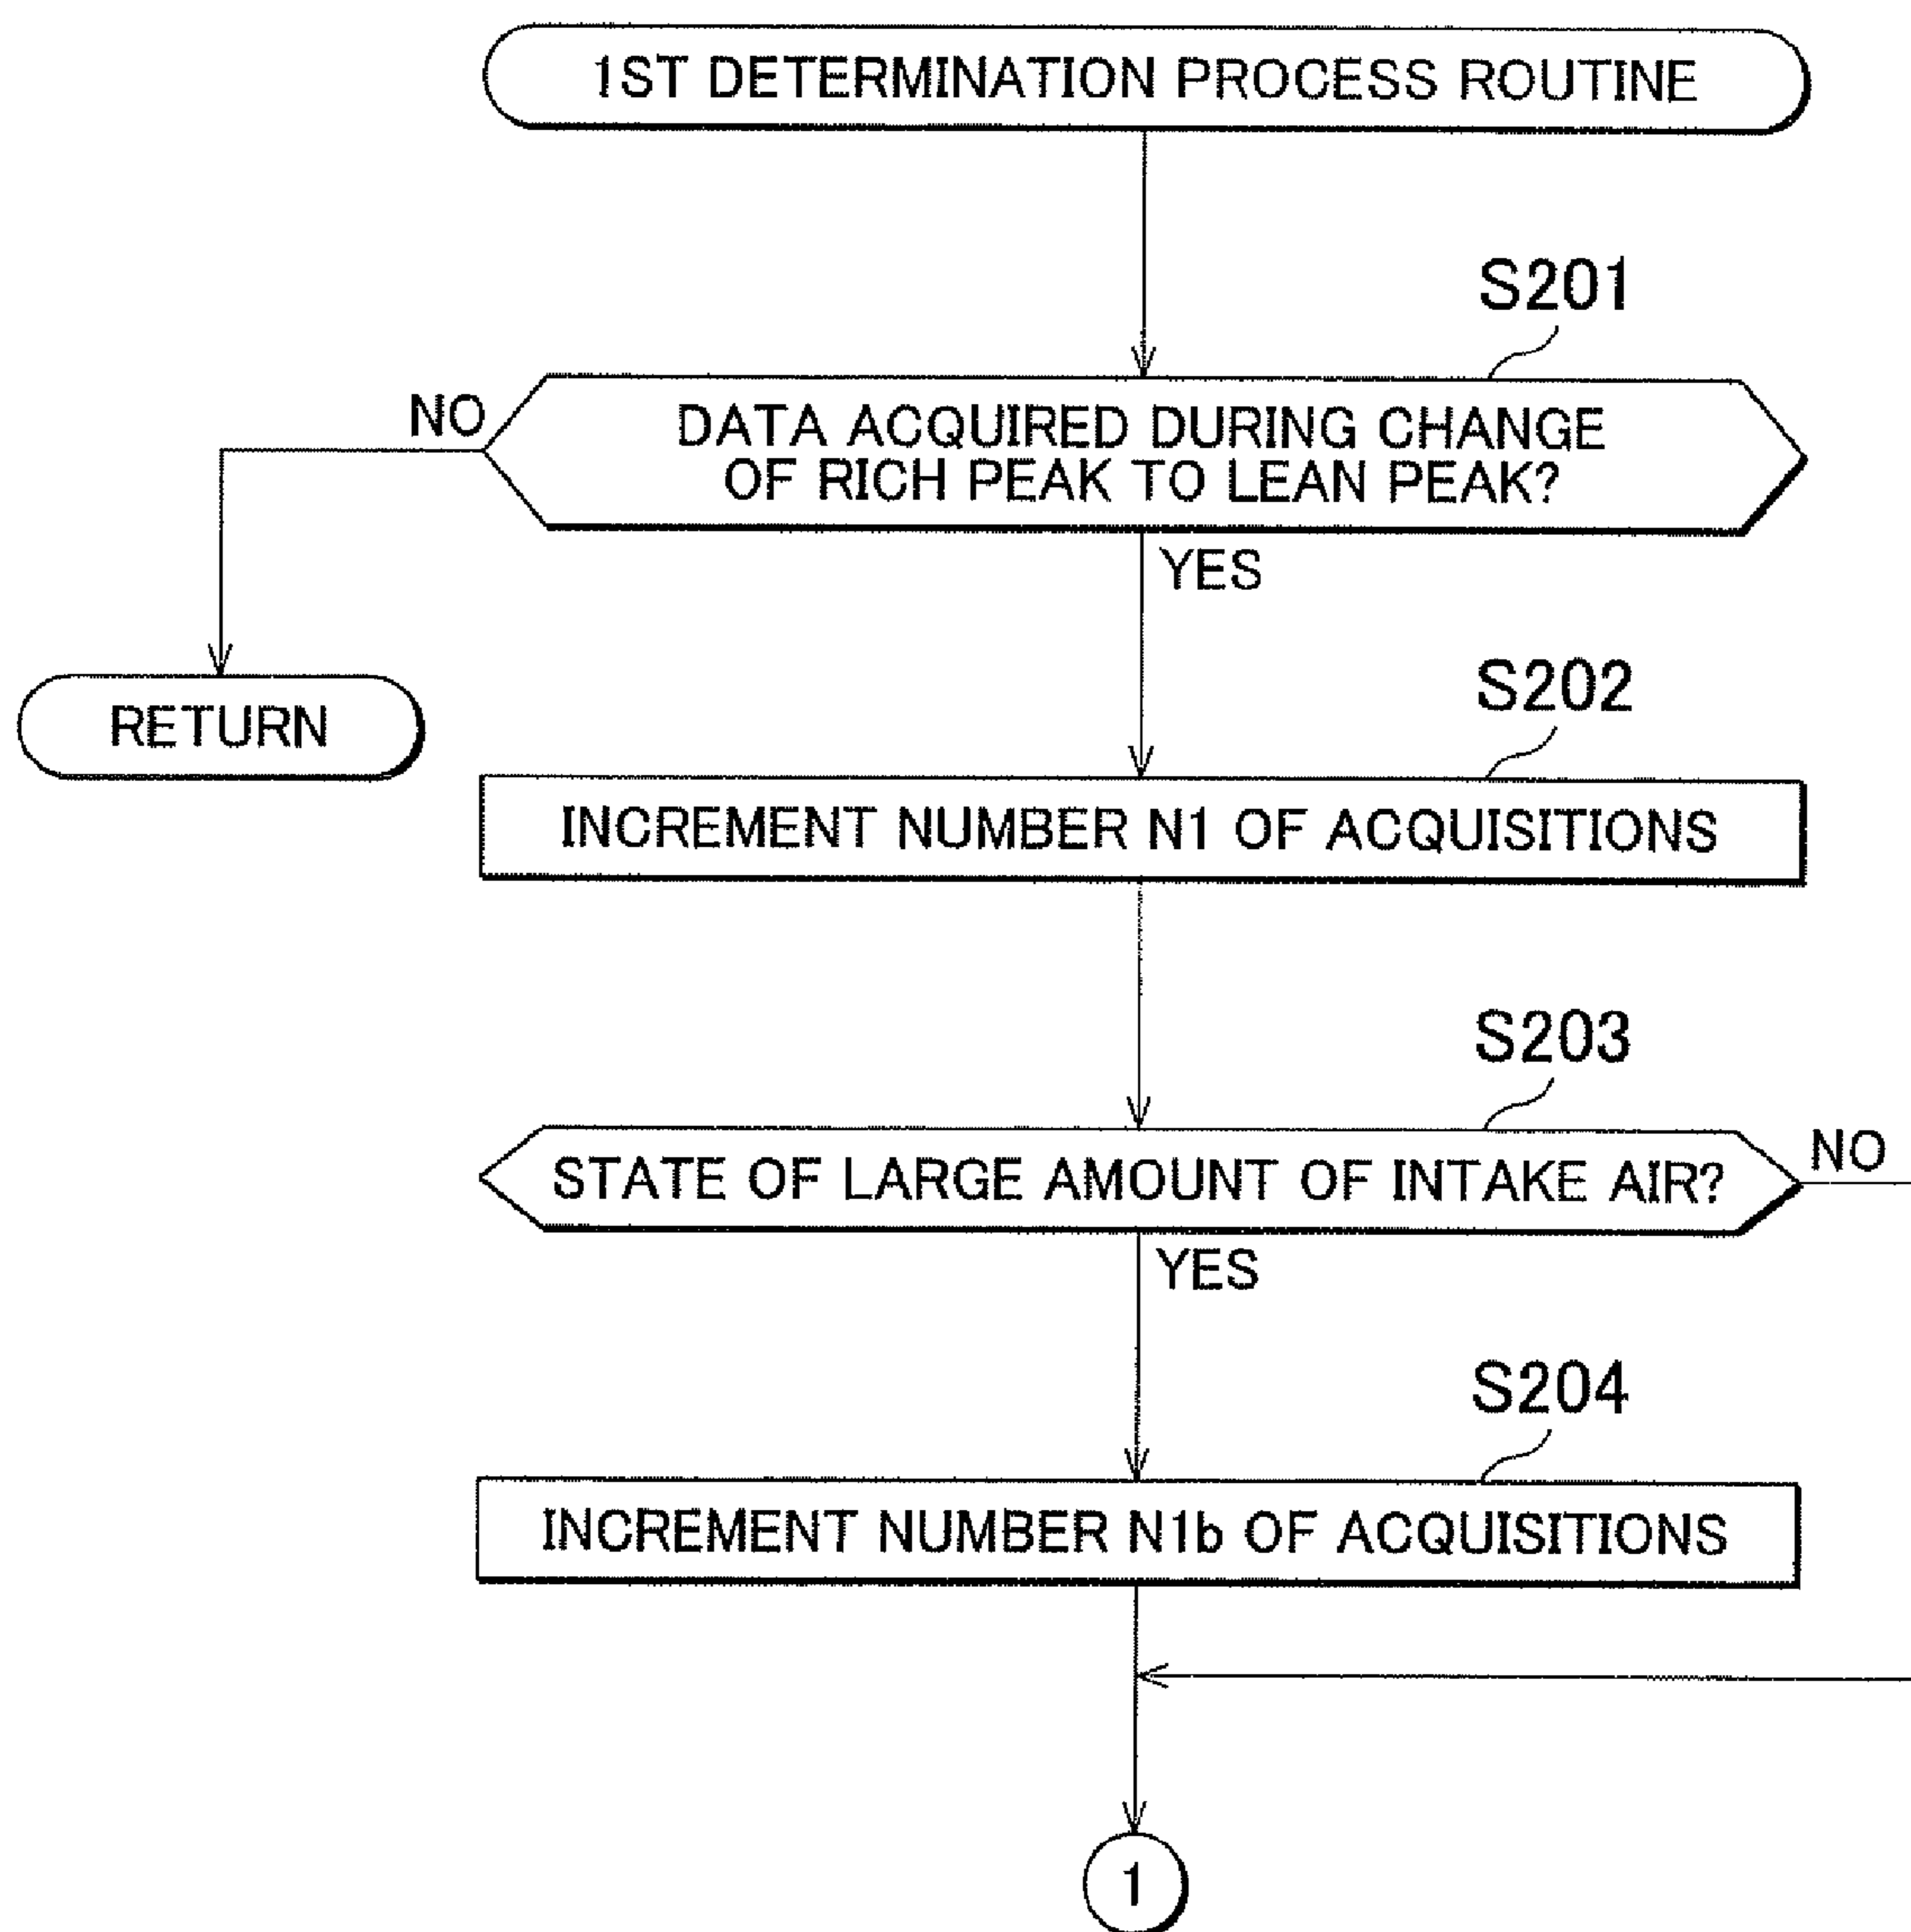 1ST DETERMINATION PROCESS ROUTINE
S201
NO
DATA ACQUIRED DURING CHANGE
OF RICH PEAK TO LEAN PEAK?
YES
RETURN
S202
INCREMENT NUMBER N1 OF ACQUISITIONS
S203
STATE OF LARGE AMOUNT OF INTAKE AIR?
NO
YES
S204
INCREMENT NUMBER N1b OF ACQUISITIONS
1